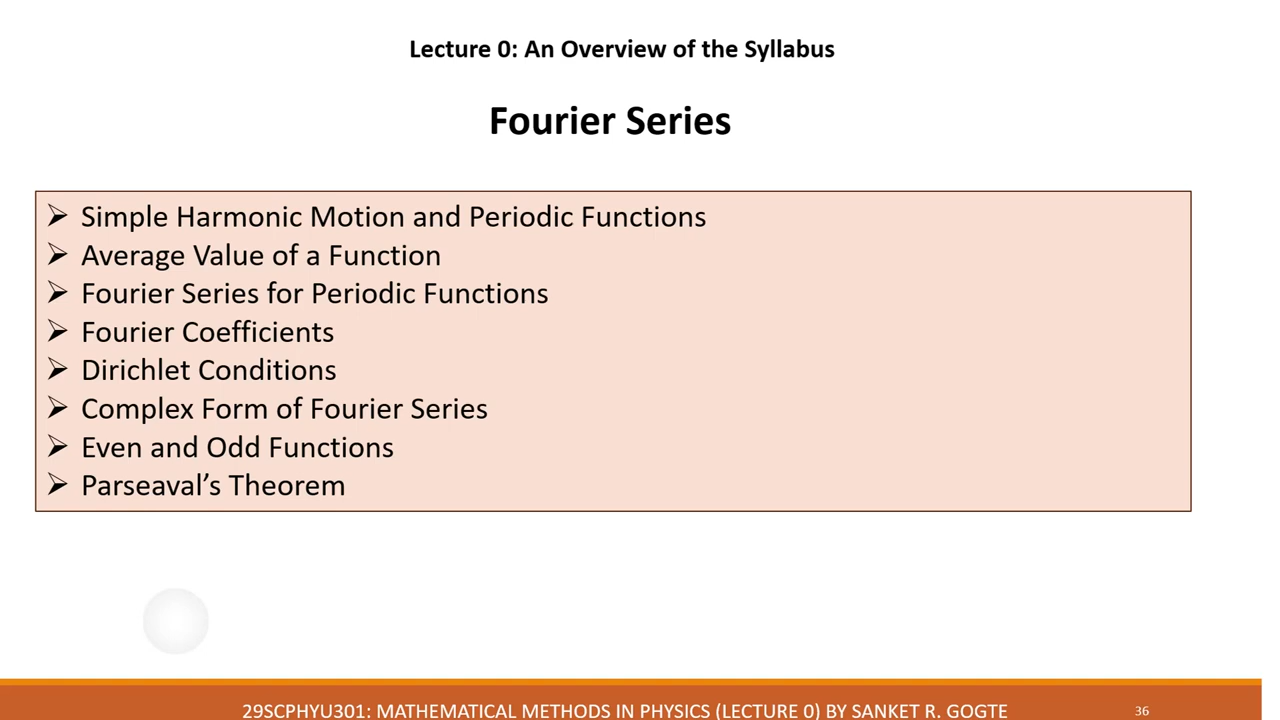 Lecture 0: An Overview of the Syllabus
Fourier Series
➢ Simple Harmonic Motion and Periodic Functions
➢ Average Value of a Function
➢ Fourier Series for Periodic Functions
➢ Fourier Coefficients
➢ Dirichlet Conditions
➢ Complex Form of Fourier Series
➢ Even and Odd Functions
➢ Parseaval’s Theorem
29SCPHYU301: MATHEMATICAL METHODS IN PHYSICS (LECTURE 0) BY SANKET R. GOGTE 36